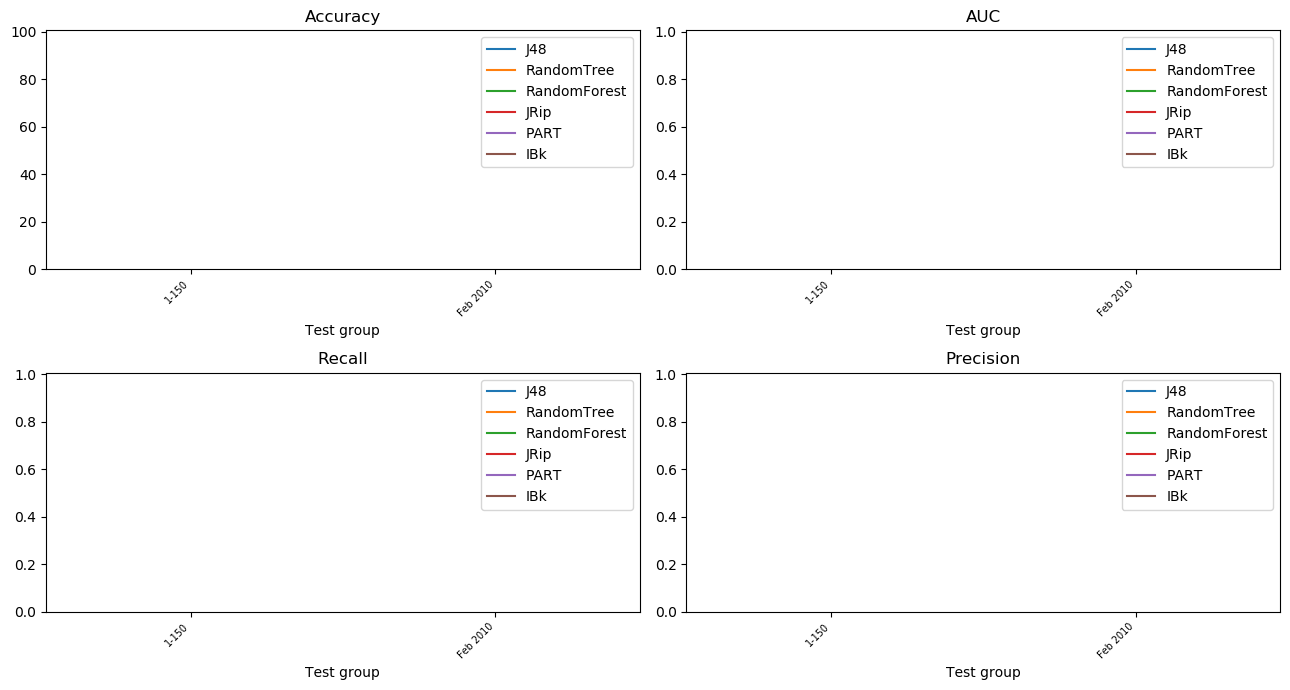 Accuracy
100
80
60
40
20
0
J48
RandomTree
RandomForest
JRip
PART
IBk
1-150
Feb 2010
Test group
AUC
1.0
0.8
0.6
0.4
0.2
0.0
J48
RandomTree
RandomForest
JRip
PART
IBk
1-150
Feb 2010
Test group
Recall
1.0
0.8
0.6
0.4
0.2
0.0
J48
RandomTree
RandomForest
JRip
PART
IBk
1-150
Feb 2010
Test group
Precision
1.0
0.8
0.6
0.4
0.2
0.0
J48
RandomTree
RandomForest
JRip
PART
IBk
1-150
Feb 2010
Test group